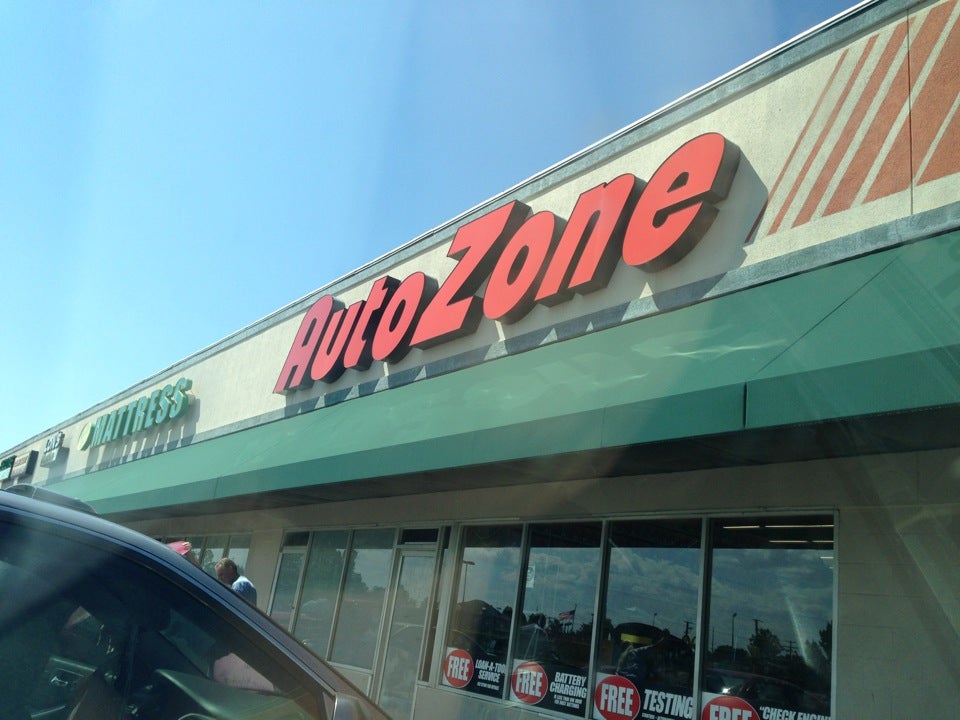 AutoZone
MATTRESS
FREE
LOAN-A-TOOL
SERVICE
FREE
BATTERY
CHARGING
FREE
TESTING
FREE
"CHECK ENGINE